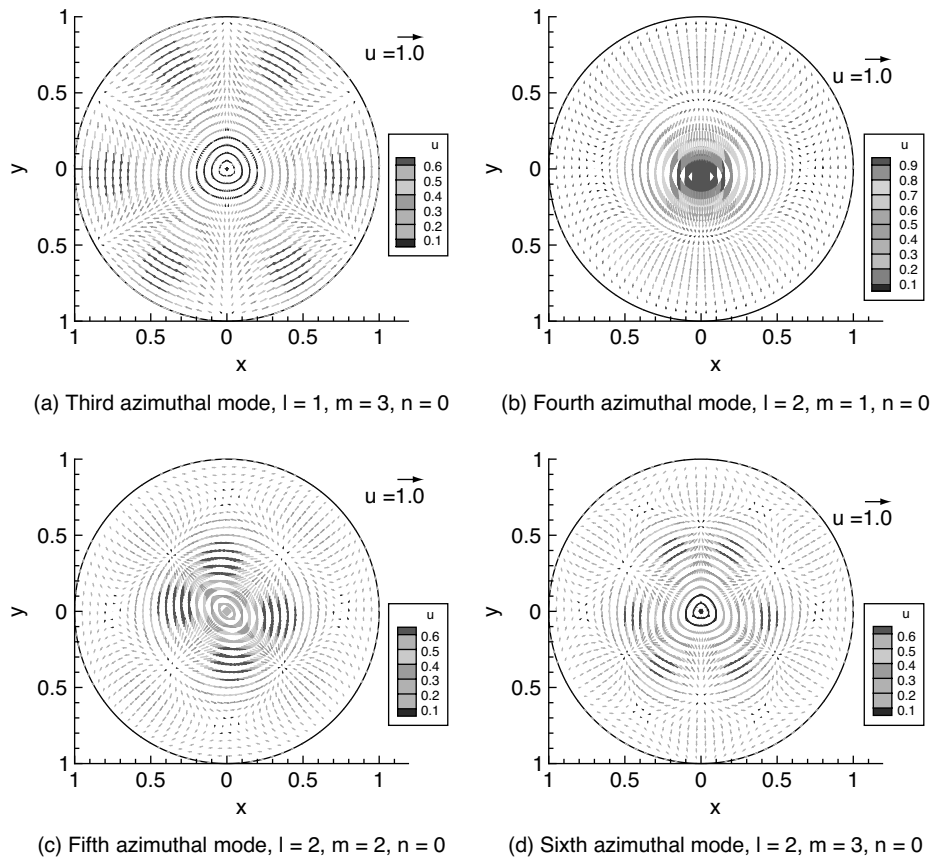 1
0.5
0
0.5
1
y
1 0.5 0 0.5 1
x
u = 1.0
u
0.6
0.5
0.4
0.3
0.2
0.1
(a) Third azimuthal mode, l = 1, m = 3, n = 0
1
0.5
0
0.5
1
y
1 0.5 0 0.5 1
x
u = 1.0
u
0.9
0.8
0.7
0.6
0.5
0.4
0.3
0.2
0.1
(b) Fourth azimuthal mode, l = 2, m = 1, n = 0
1
0.5
0
0.5
1
y
1 0.5 0 0.5 1
x
u = 1.0
u
0.6
0.5
0.4
0.3
0.2
0.1
(c) Fifth azimuthal mode, l = 2, m = 2, n = 0
1
0.5
0
0.5
1
y
1 0.5 0 0.5 1
x
u = 1.0
u
0.6
0.5
0.4
0.3
0.2
0.1
(d) Sixth azimuthal mode, l = 2, m = 3, n = 0